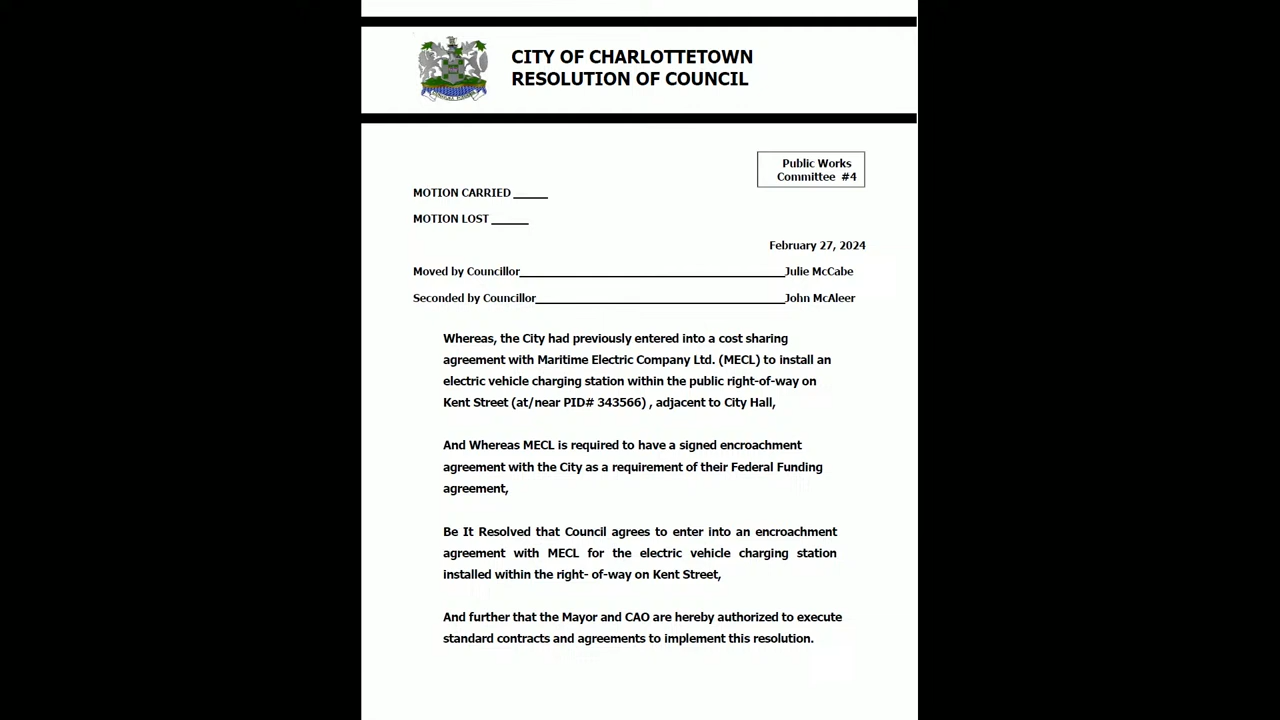 CITY OF CHARLOTTETOWN
RESOLUTION OF COUNCIL
Public Works
Committee #4
MOTION CARRIED ______
MOTION LOST ______
February 27, 2024
Moved by Councillor______________________________Julie McCabe
Seconded by Councillor____________________________John McAleer
Whereas, the City had previously entered into a cost sharing
agreement with Maritime Electric Company Ltd. (MECL) to install an
electric vehicle charging station within the public right-of-way on
Kent Street (at/near PID# 343566) , adjacent to City Hall,
And Whereas MECL is required to have a signed encroachment
agreement with the City as a requirement of their Federal Funding
agreement,
Be It Resolved that Council agrees to enter into an encroachment
agreement with MECL for the electric vehicle charging station
installed within the right- of-way on Kent Street,
And further that the Mayor and CAO are hereby authorized to execute
standard contracts and agreements to implement this resolution.